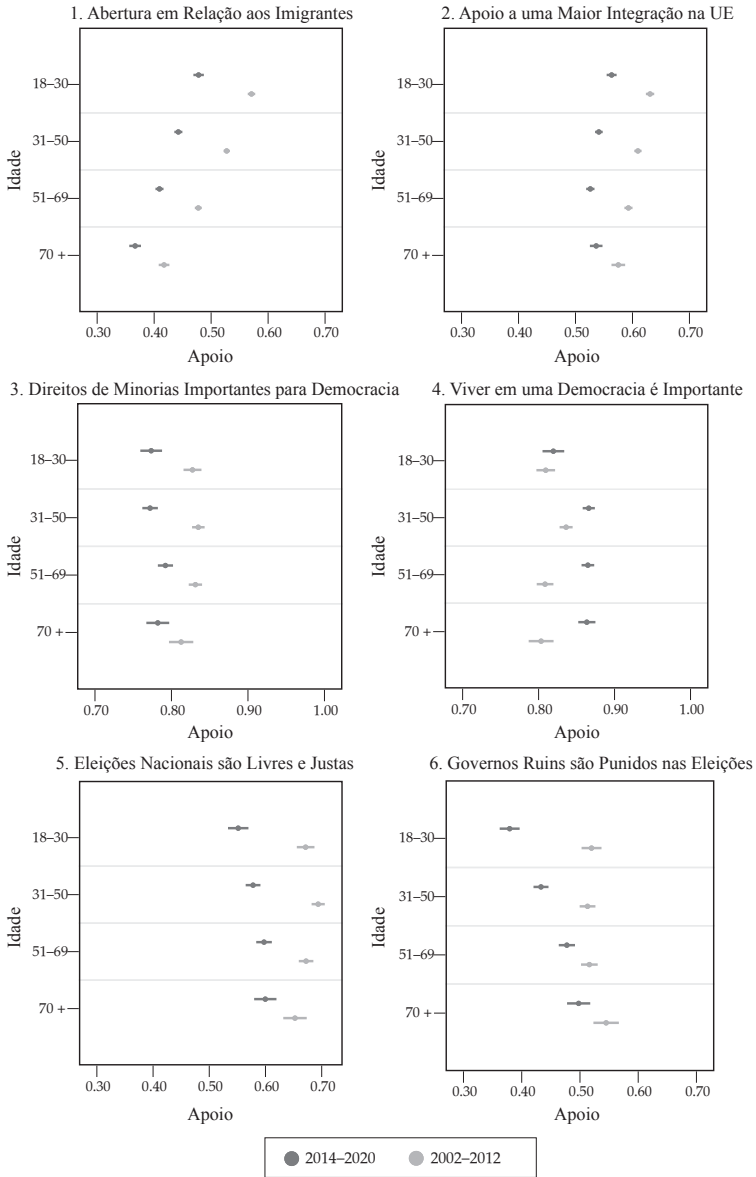 1. Abertura em Relação aos Imigrantes
Idade
18–30
31–50
51–69
70 +
0.30 0.40 0.50 0.60 0.70
Apoio
2. Apoio a uma Maior Integração na UE
Idade
18–30
31–50
51–69
70 +
0.30 0.40 0.50 0.60 0.70
Apoio
3. Direitos de Minorias Importantes para Democracia
Idade
18–30
31–50
51–69
70 +
0.70 0.80 0.90 1.00
Apoio
4. Viver em uma Democracia é Importante
Idade
18–30
31–50
51–69
70 +
0.70 0.80 0.90 1.00
Apoio
5. Eleições Nacionais são Livres e Justas
Idade
18–30
31–50
51–69
70 +
0.30 0.40 0.50 0.60 0.70
Apoio
6. Governos Ruins são Punidos nas Eleições
Idade
18–30
31–50
51–69
70 +
0.30 0.40 0.50 0.60 0.70
Apoio
2014–2020 2002–2012